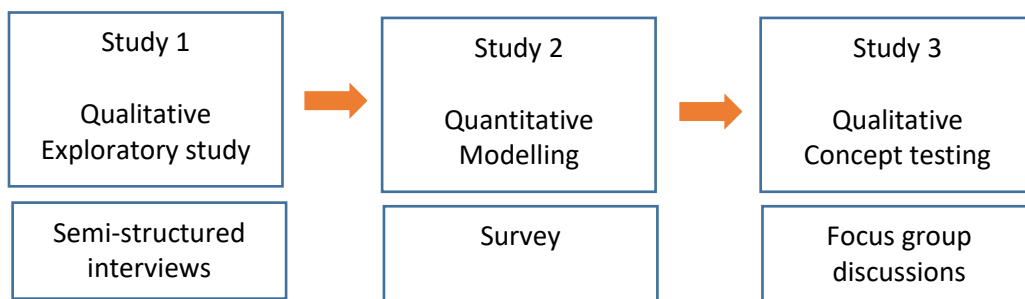 Study 1
Qualitative
Exploratory study
Semi-structured
interviews
Study 2
Quantitative
Modelling
Survey
Study 3
Qualitative
Concept testing
Focus group
discussions